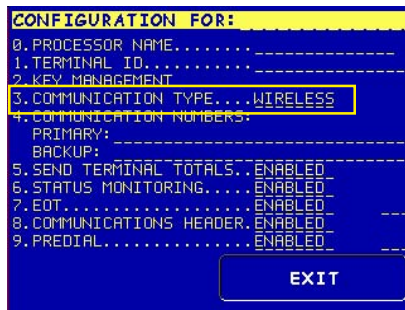 CONFIGURATION FOR:
0.PROCESSOR NAME.........
1.TERMINAL ID...........
2.KEY MANAGEMENT
3.COMMUNICATION TYPE....WIRELESS
4.COMMUNICATION NUMBERS:
PRIMARY:
BACKUP:
5.SEND TERMINAL TOTALS..ENABLED
6.STATUS MONITORING.....ENABLED
7.EOT...................ENABLED
8.COMMUNICATIONS HEADER.ENABLED
9.PREDIAL...............ENABLED
EXIT